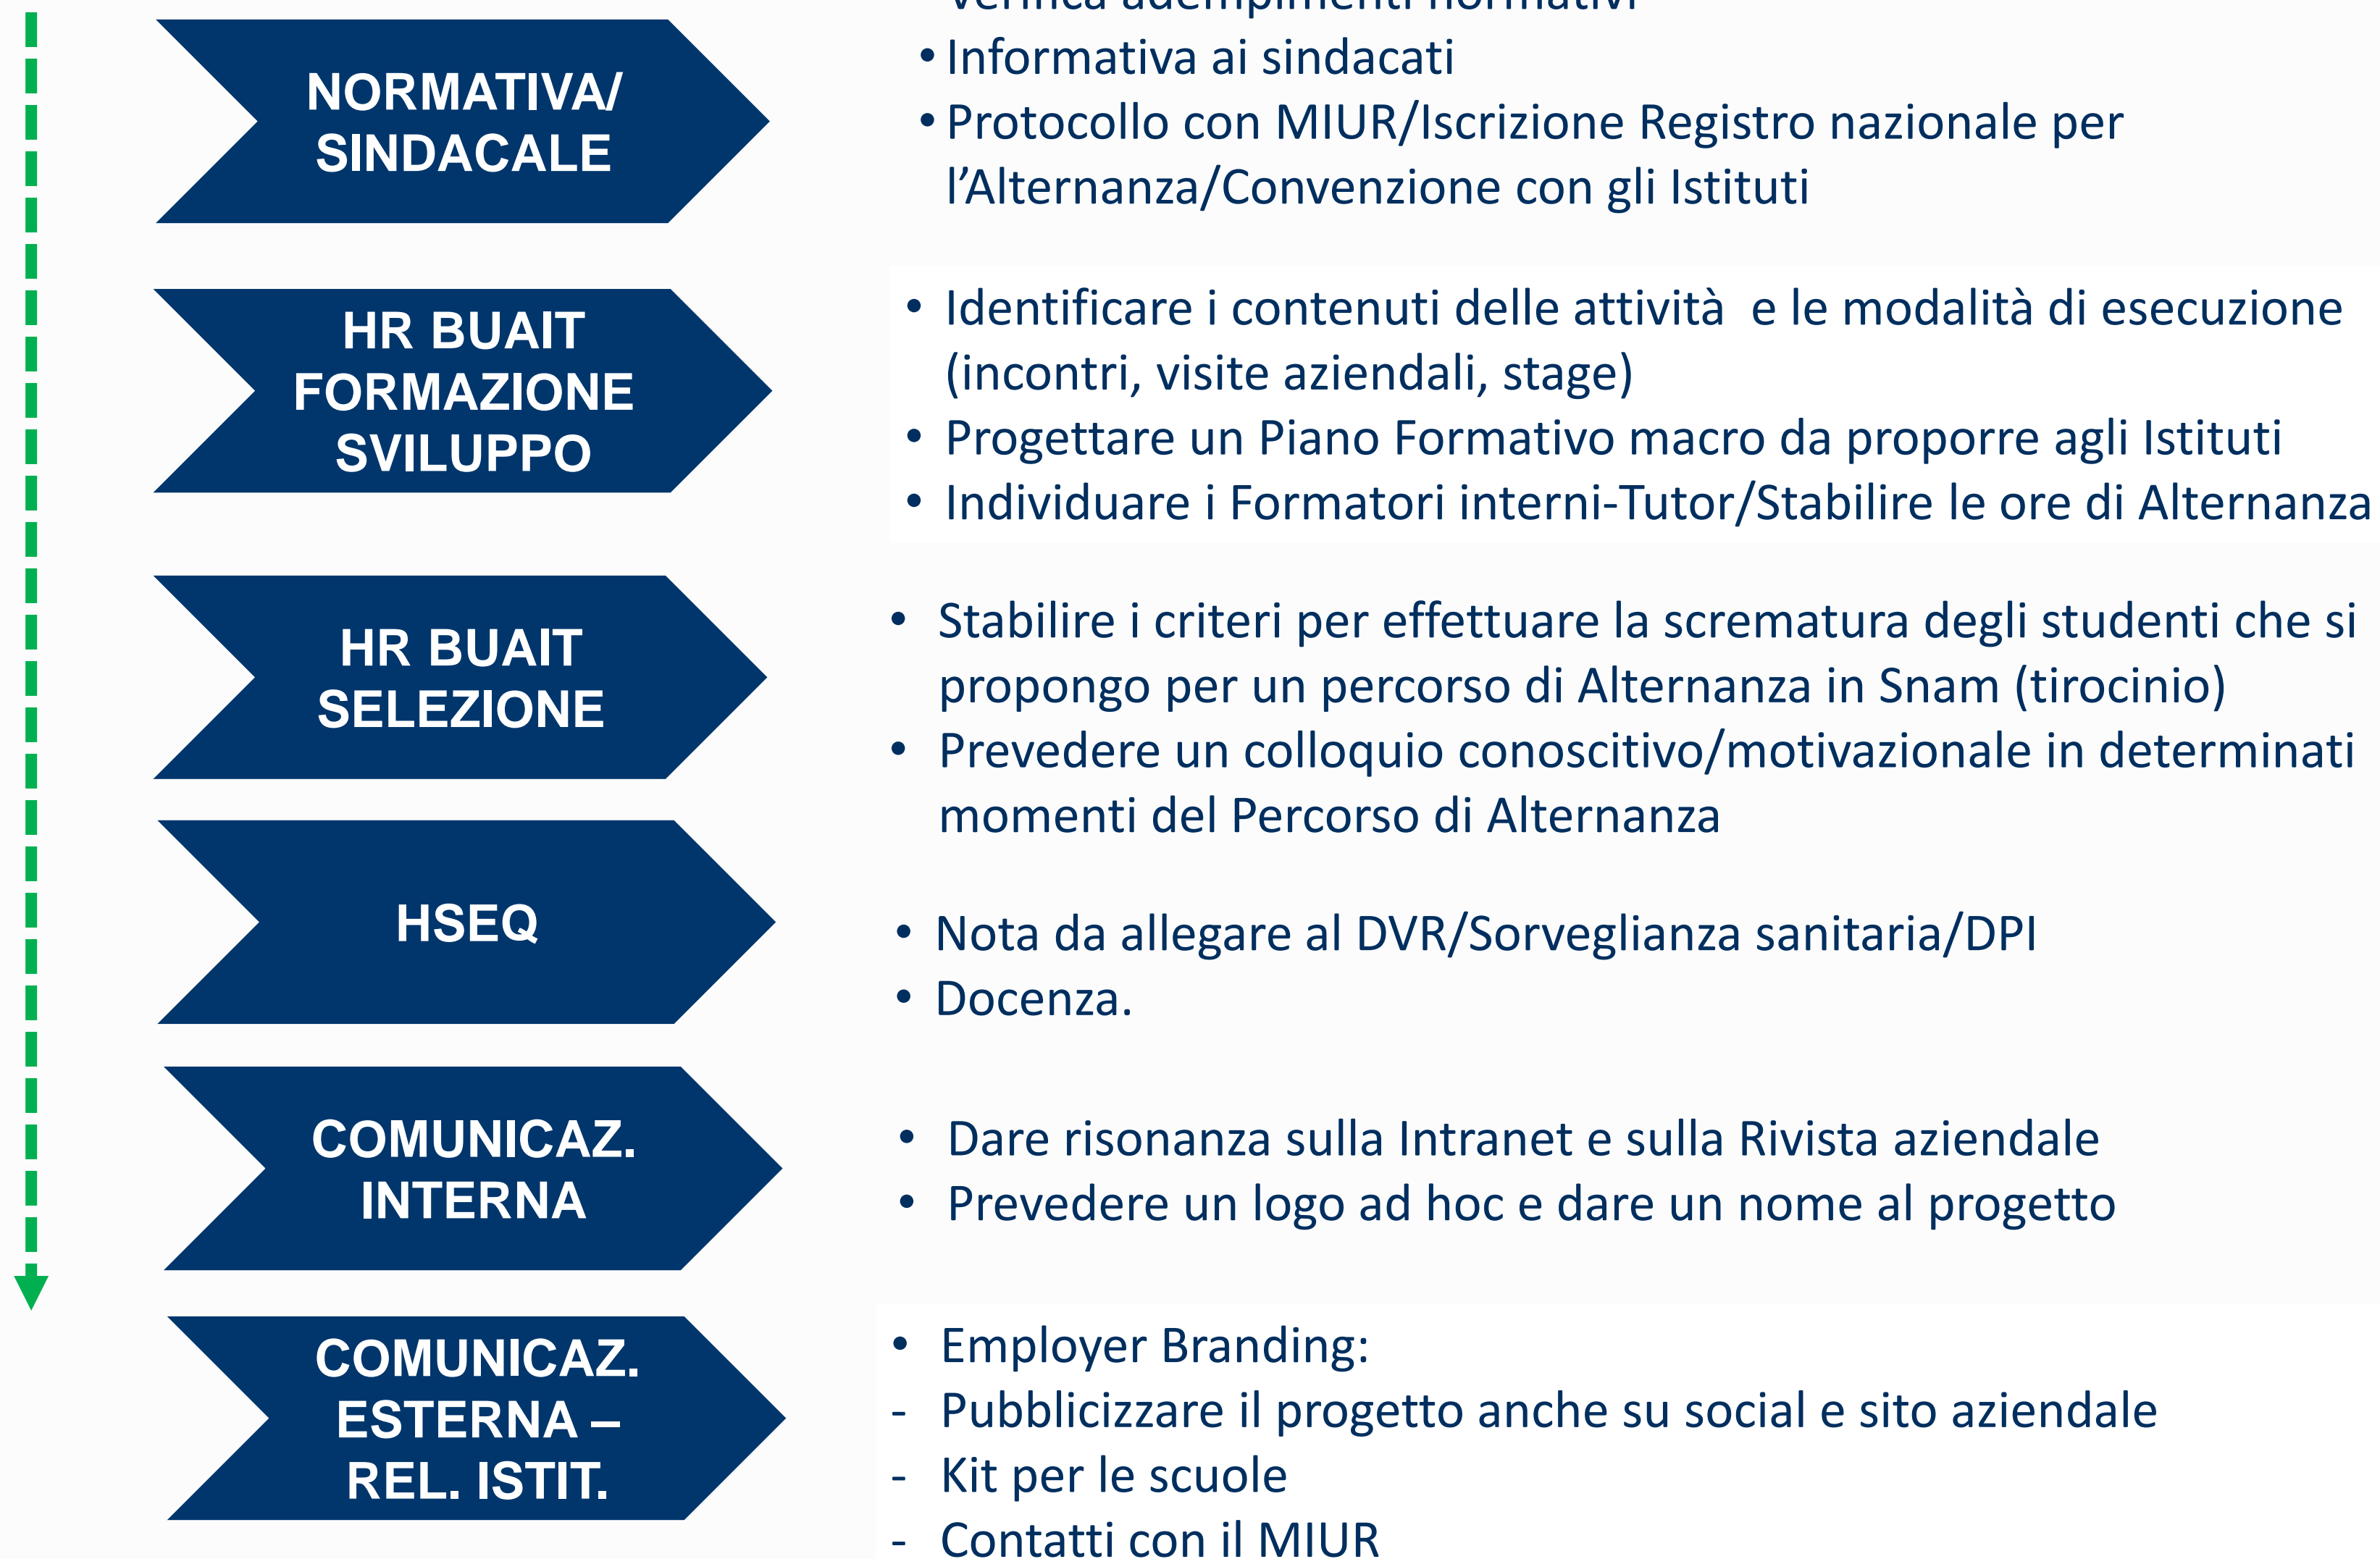 Verifica adempimenti normativi
NORMATIVA/
SINDACALE
• Informativa ai sindacati
• Protocollo con MIUR/Iscrizione Registro nazionale per
l’Alternanza/Convenzione con gli Istituti
HR BUAIT
FORMAZIONE
SVILUPPO
• Identificare i contenuti delle attività e le modalità di esecuzione
(incontri, visite aziendali, stage)
• Progettare un Piano Formativo macro da proporre agli Istituti
• Individuare i Formatori interni-Tutor/Stabilire le ore di Alternanza
HR BUAIT
SELEZIONE
• Stabilire i criteri per effettuare la scrematura degli studenti che si
propongo per un percorso di Alternanza in Snam (tirocinio)
• Prevedere un colloquio conoscitivo/motivazionale in determinati
momenti del Percorso di Alternanza
HSEQ
• Nota da allegare al DVR/Sorveglianza sanitaria/DPI
• Docenza.
COMUNICAZ.
INTERNA
• Dare risonanza sulla Intranet e sulla Rivista aziendale
• Prevedere un logo ad hoc e dare un nome al progetto
COMUNICAZ.
ESTERNA –
REL. ISTIT.
• Employer Branding:
- Pubblicizzare il progetto anche su social e sito aziendale
- Kit per le scuole
- Contatti con il MIUR